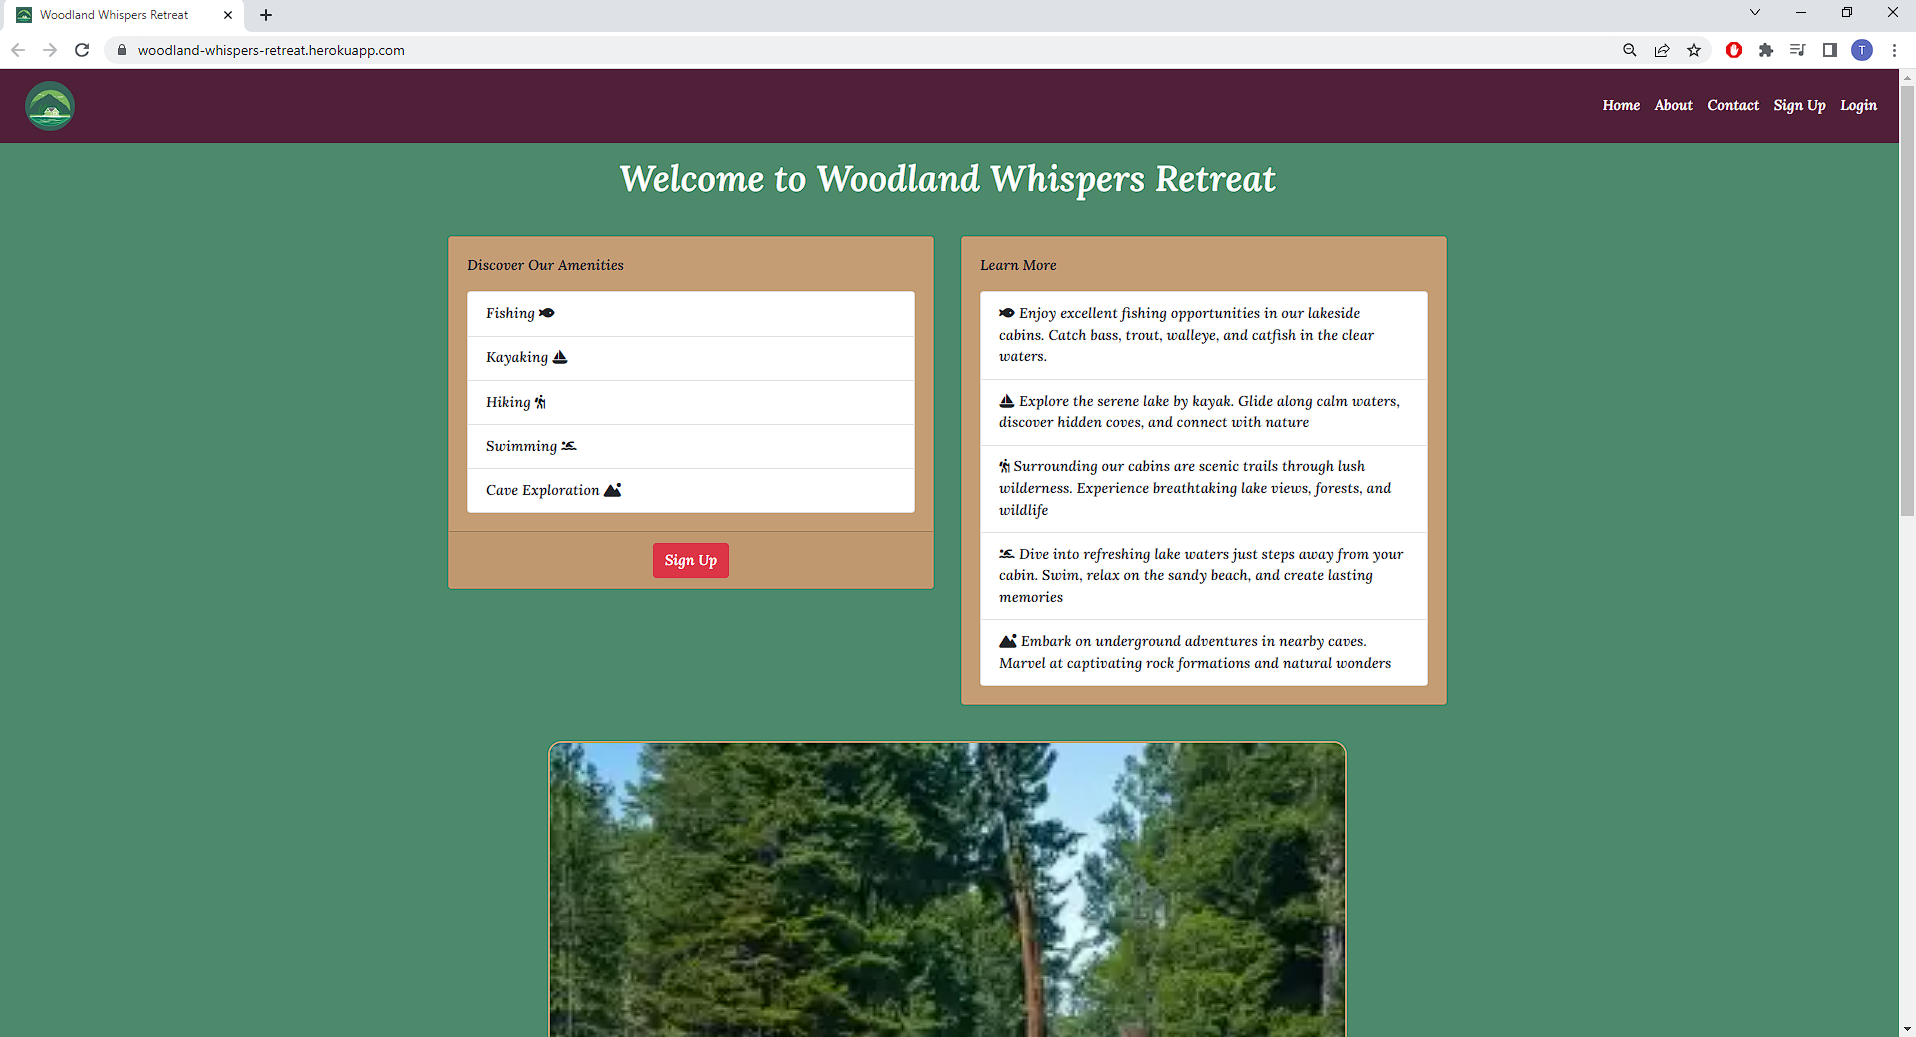 Woodland Whispers Retreat
woodland-whispers-retreat.herokuapp.com
T
Home About Contact Sign Up Login
Welcome to Woodland Whispers Retreat
Discover Our Amenities
Fishing
Kayaking
Hiking
Swimming
Cave Exploration
Sign Up
Learn More
Enjoy excellent fishing opportunities in our lakeside
cabins. Catch bass, trout, walleye, and catfish in the clear
waters.
Explore the serene lake by kayak. Glide along calm waters,
discover hidden coves, and connect with nature
Surrounding our cabins are scenic trails through lush
wilderness. Experience breathtaking lake views, forests, and
wildlife
Dive into refreshing lake waters just steps away from your
cabin. Swim, relax on the sandy beach, and create lasting
memories
Embark on underground adventures in nearby caves.
Marvel at captivating rock formations and natural wonders